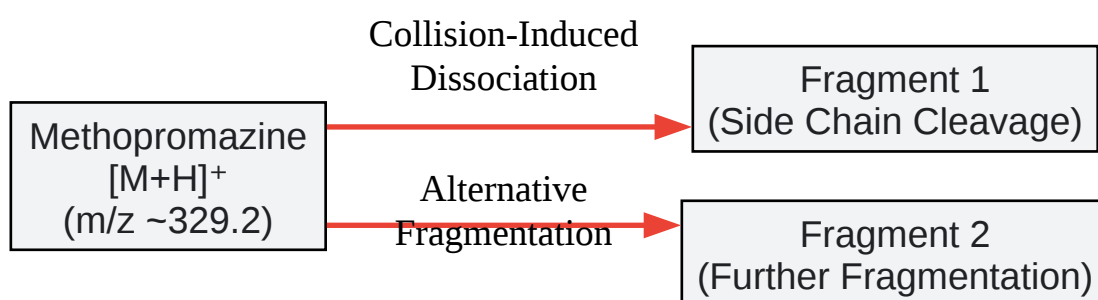 Collision-Induced
Dissociation
Fragment 1
(Side Chain Cleavage)
Methopromazine
[M+H]⁺
(m/z ~329.2)
Alternative
Fragmentation
Fragment 2
(Further Fragmentation)